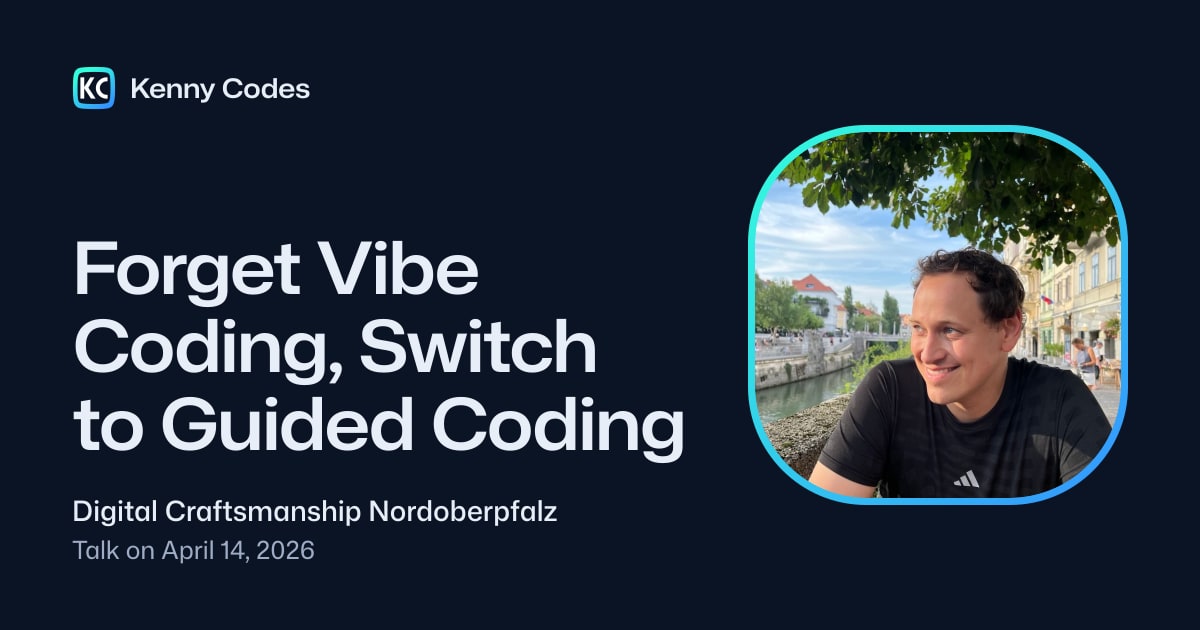 KC
Kenny Codes
Forget Vibe
Coding, Switch
to Guided Coding
Digital Craftsmanship Nordoberpfalz
Talk on April 14, 2026